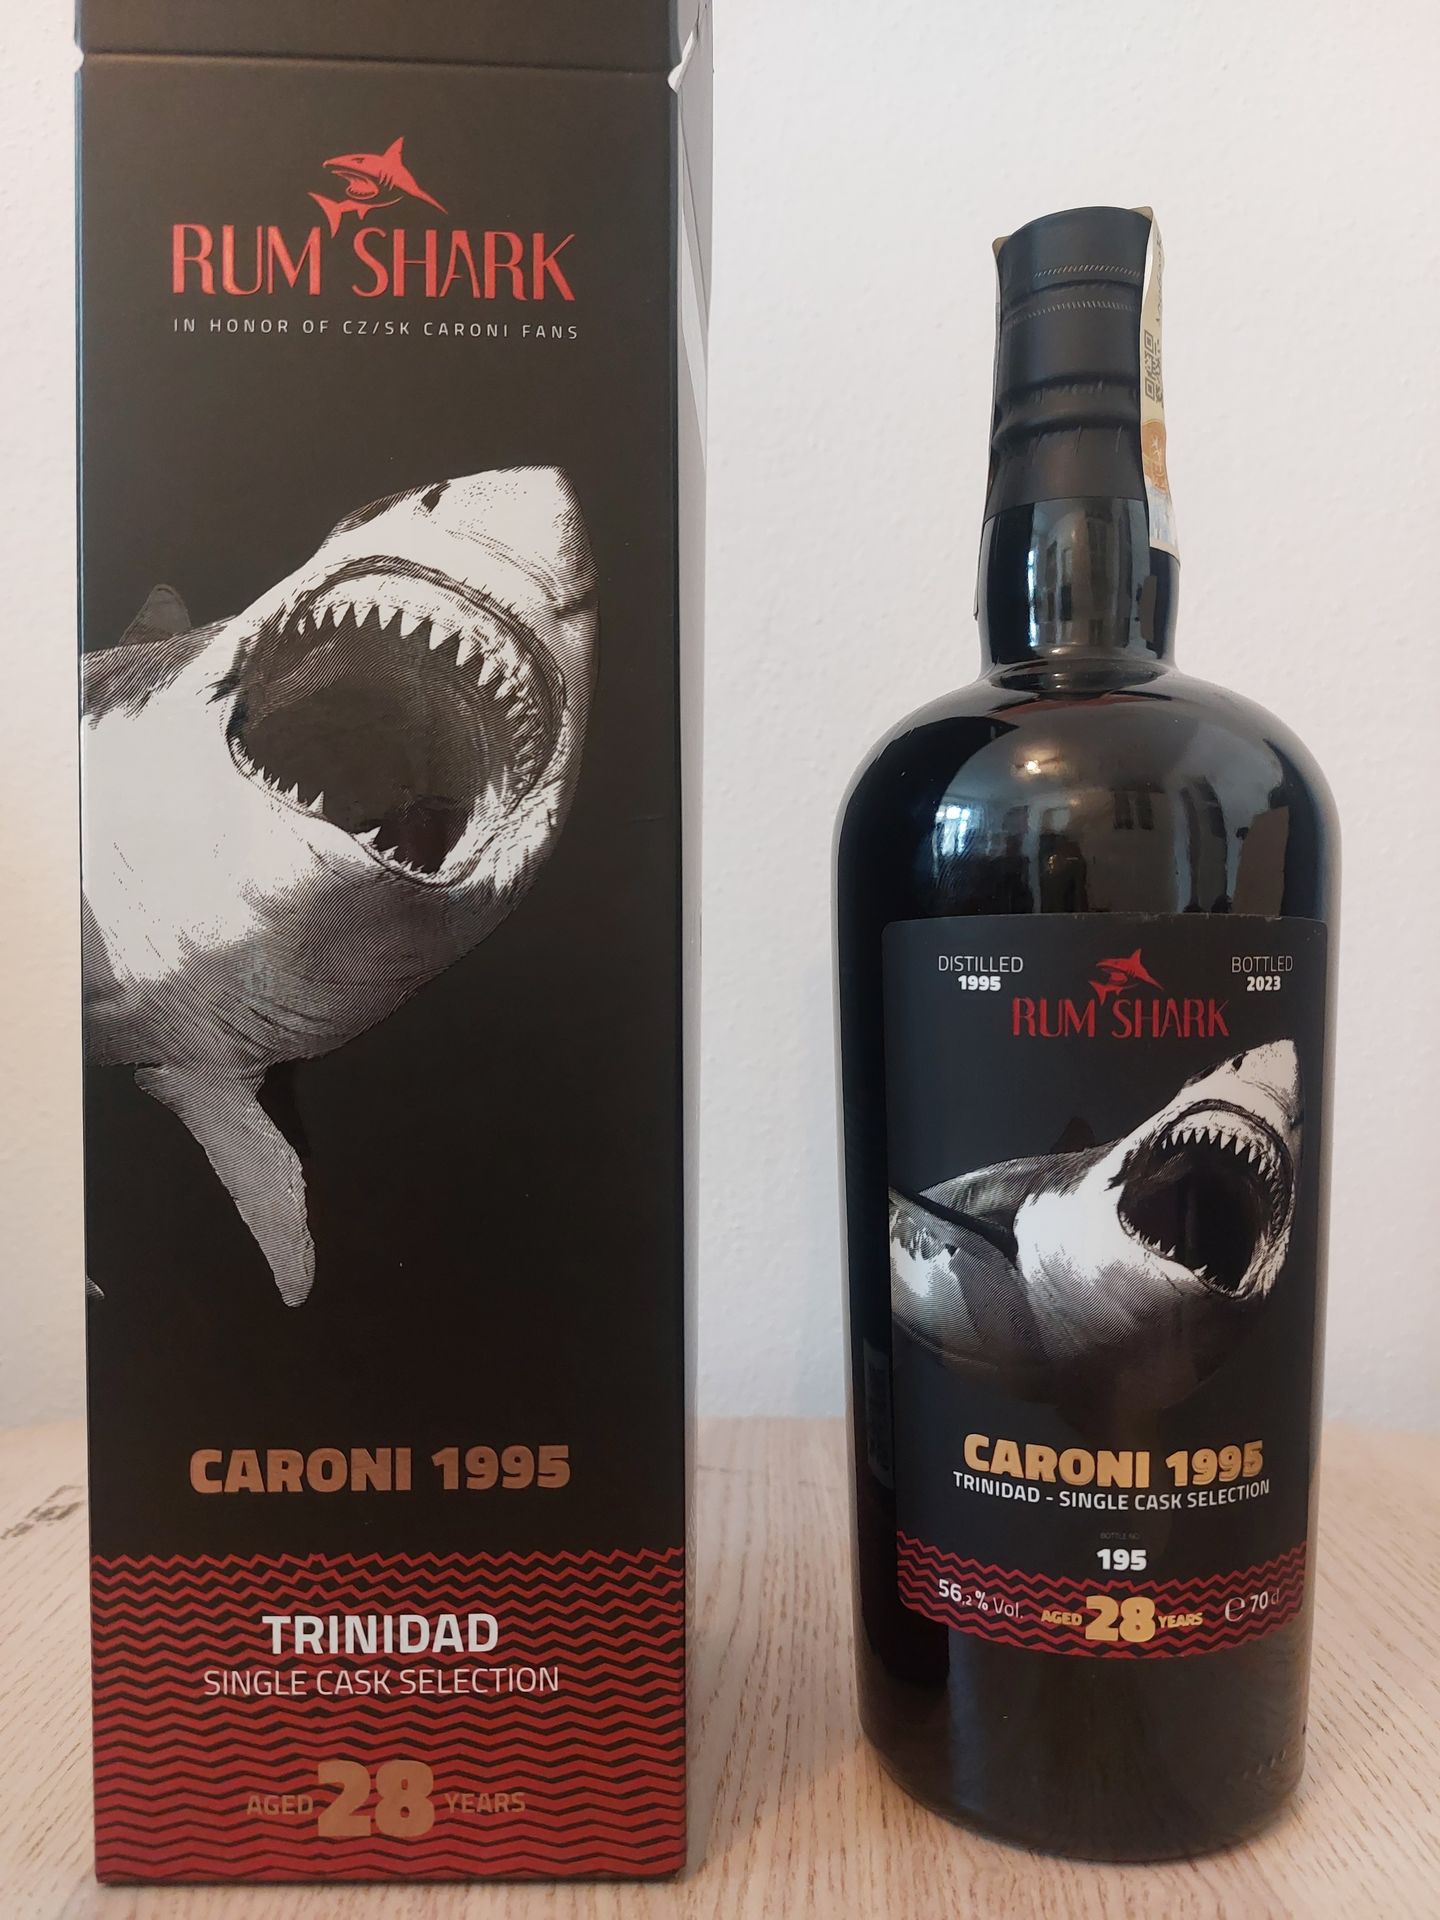 RUM SHARK
IN HONOR OF CZ/SK CARONI FANS
CARONI 1995
TRINIDAD
SINGLE CASK SELECTION
AGED 28 YEARS
DISTILLED
1995
BOTTLED
2023
RUM SHARK
CARONI 1995
TRINIDAD - SINGLE CASK SELECTION
BOTTLE NO.
195
56,2% Vol.
AGED 28 YEARS
℮ 70 cl